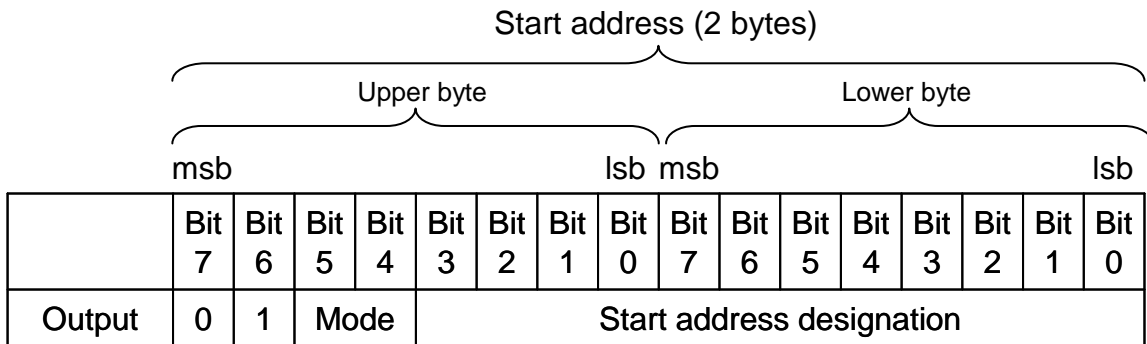 Start address (2 bytes)
Upper byte Lower byte
msb lsb msb lsb
Bit 7 Bit 6 Bit 5 Bit 4 Bit 3 Bit 2 Bit 1 Bit 0 Bit 7 Bit 6 Bit 5 Bit 4 Bit 3 Bit 2 Bit 1 Bit 0
Output 0 1 Mode Start address designation